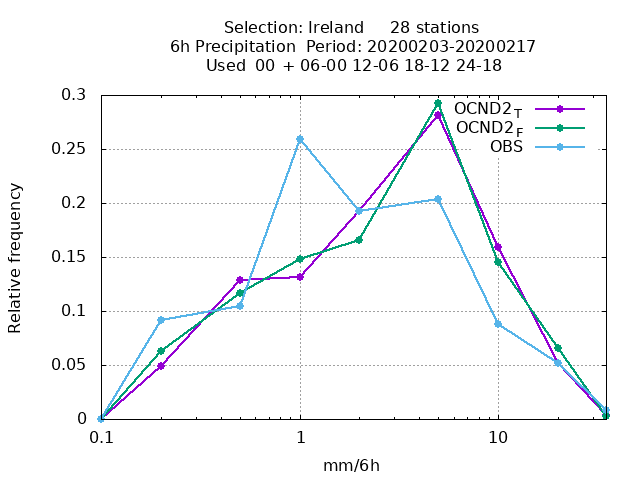 Selection: Ireland 28 stations
6h Precipitation Period: 20200203-20200217
Used 00 + 06-00 12-06 18-12 24-18
0.3
0.25
0.2
0.15
0.1
0.05
0
Relative frequency
OCND2T
OCND2F
OBS
0.1 1 10
mm/6h